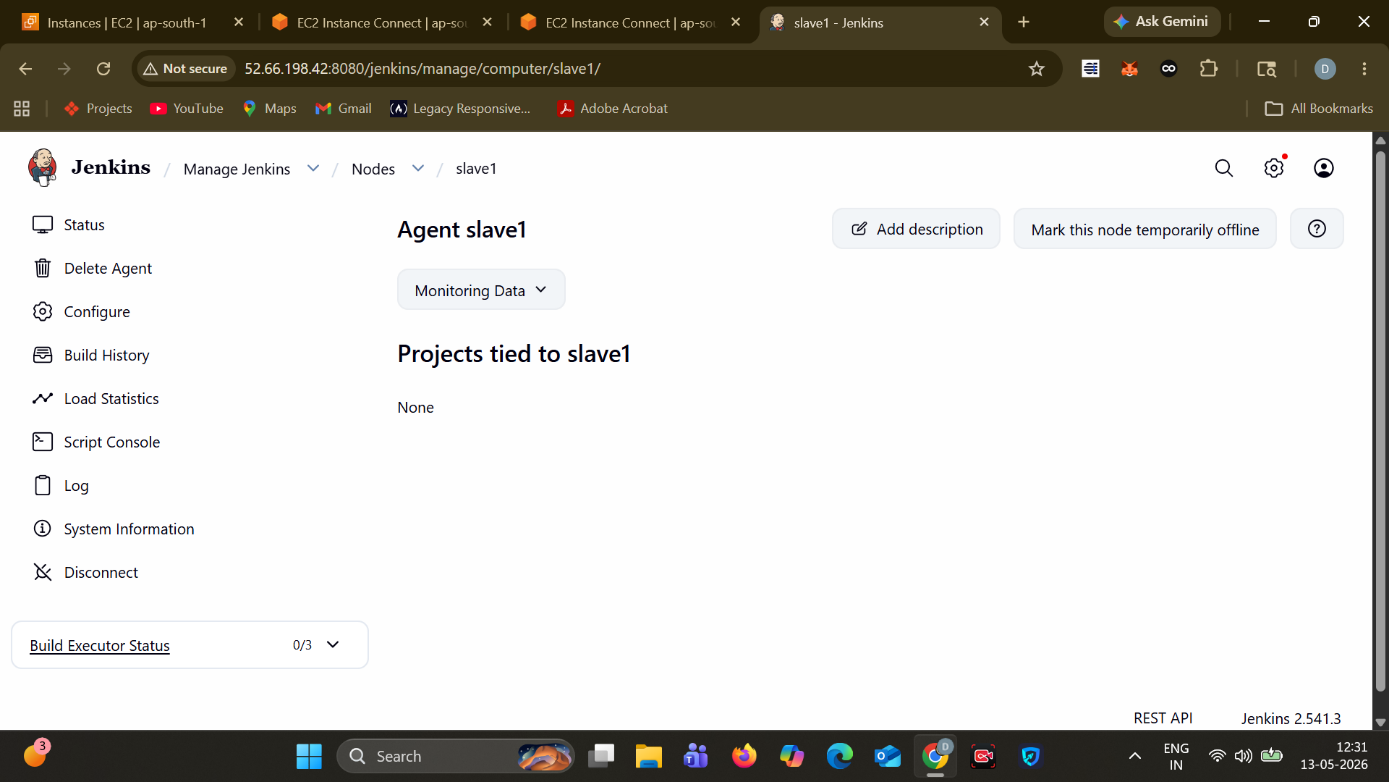 Instances | EC2 | ap-south-1
EC2 Instance Connect | ap-sou
EC2 Instance Connect | ap-sou
slave1 - Jenkins
Ask Gemini
Not secure
52.66.198.42:8080/jenkins/manage/computer/slave1/
D
Projects
YouTube
Maps
Gmail
Legacy Responsive...
Adobe Acrobat
All Bookmarks
Jenkins / Manage Jenkins / Nodes / slave1
Status
Delete Agent
Configure
Build History
Load Statistics
Script Console
Log
System Information
Disconnect
Build Executor Status 0/3
Agent slave1
Add description
Mark this node temporarily offline
Monitoring Data
Projects tied to slave1
None
REST API
Jenkins 2.541.3
3
Search
D
ENG
IN
12:31
13-05-2026